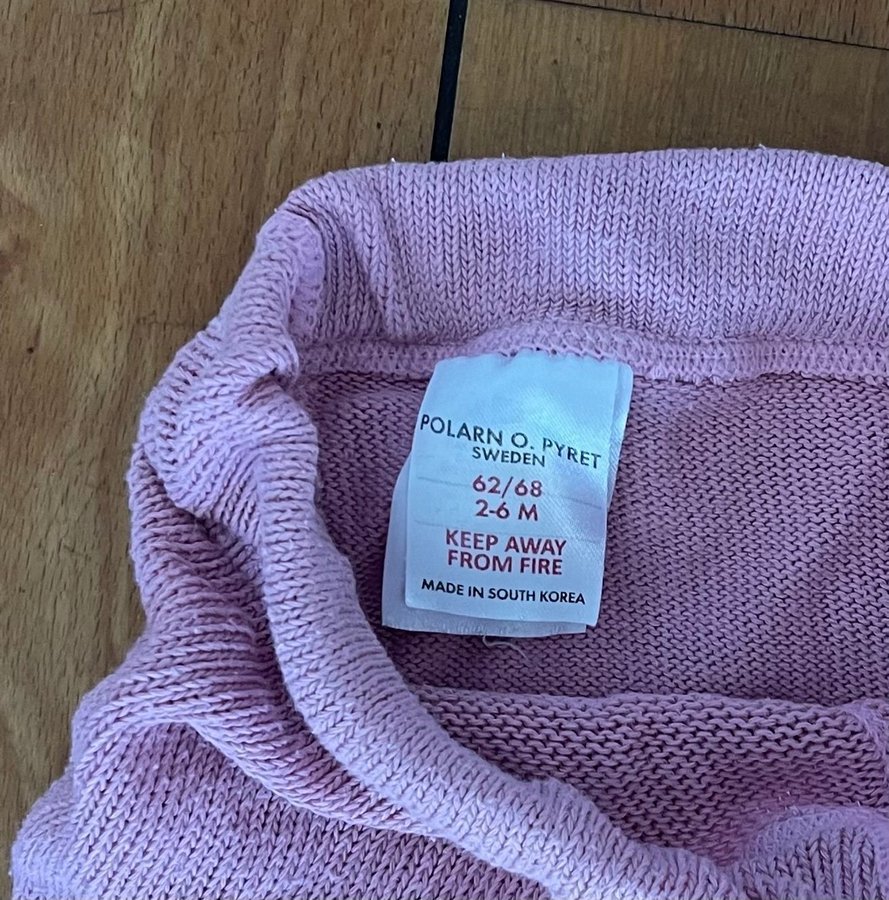 POLARN O. PYRET
SWEDEN
62/68
2-6 M
KEEP AWAY
FROM FIRE
MADE IN SOUTH KOREA